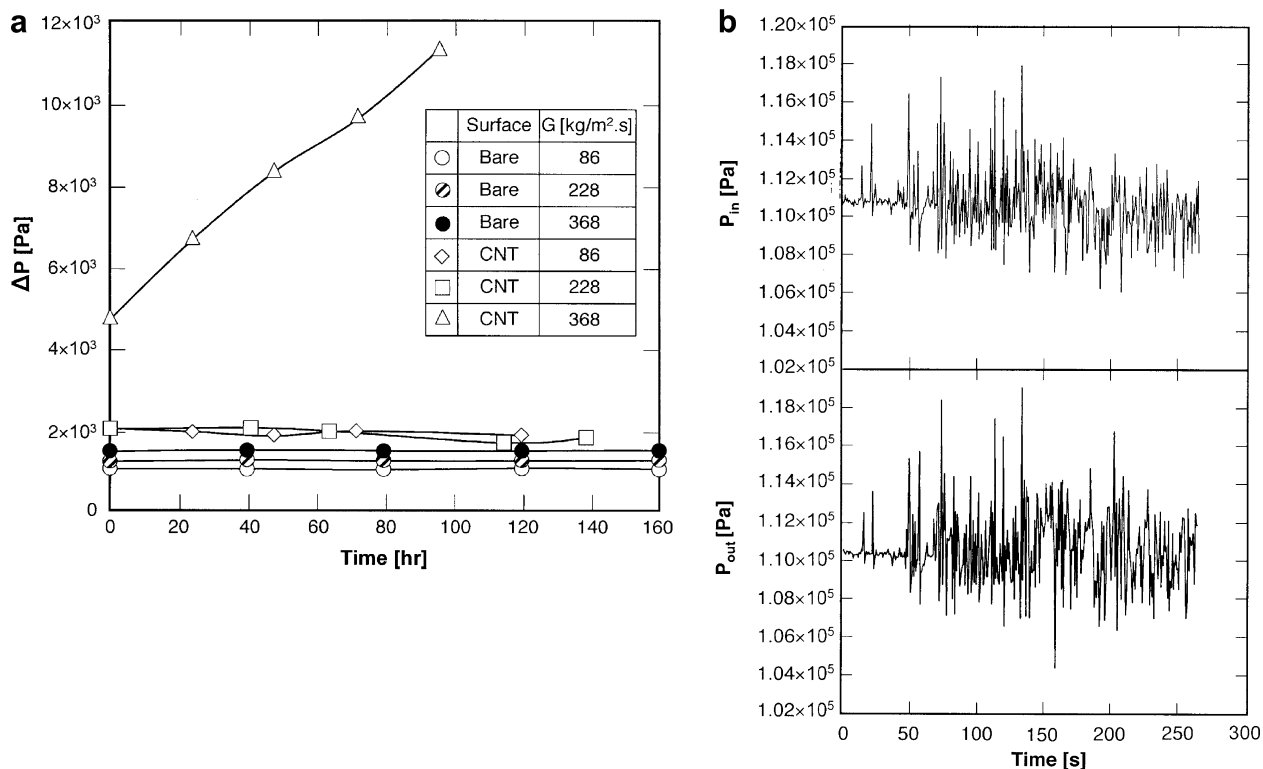 a
12×10³
10×10³
8×10³
6×10³
4×10³
2×10³
0
ΔP [Pa]
0 20 40 60 80 100 120 140 160
Time [hr]
Surface G [kg/m².s]
Bare 86
Bare 228
Bare 368
CNT 86
CNT 228
CNT 368
b
1.20×10⁵
1.18×10⁵
1.16×10⁵
1.14×10⁵
1.12×10⁵
1.10×10⁵
1.08×10⁵
1.06×10⁵
1.04×10⁵
1.02×10⁵
P_in [Pa]
1.18×10⁵
1.16×10⁵
1.14×10⁵
1.12×10⁵
1.10×10⁵
1.08×10⁵
1.06×10⁵
1.04×10⁵
1.02×10⁵
P_out [Pa]
0 50 100 150 200 250 300
Time [s]